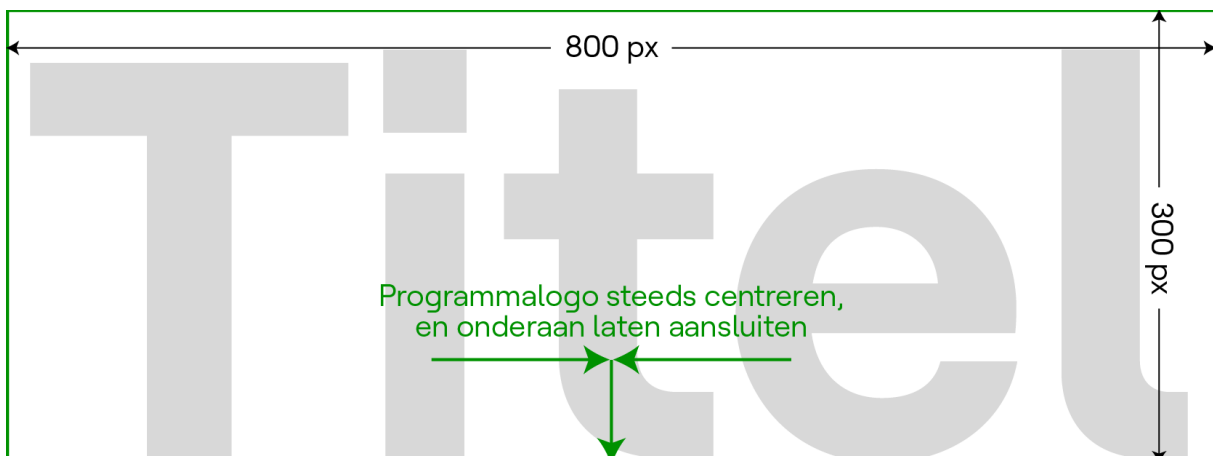 800 px
Titel
300 px
Programmalogo steeds centreren,
en onderaan laten aansluiten